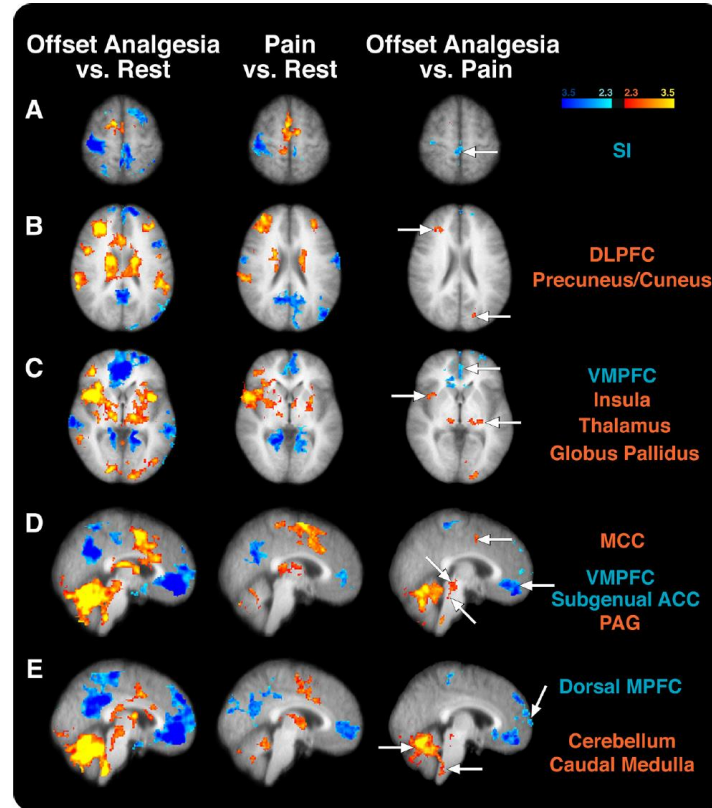 Offset Analgesia
vs. Rest
Pain
vs. Rest
Offset Analgesia
vs. Pain
3.5 2.3 2.3 3.5
A
SI
B
DLPFC
Precuneus/Cuneus
C
VMPFC
Insula
Thalamus
Globus Pallidus
D
MCC
VMPFC
Subgenual ACC
PAG
E
Dorsal MPFC
Cerebellum
Caudal Medulla